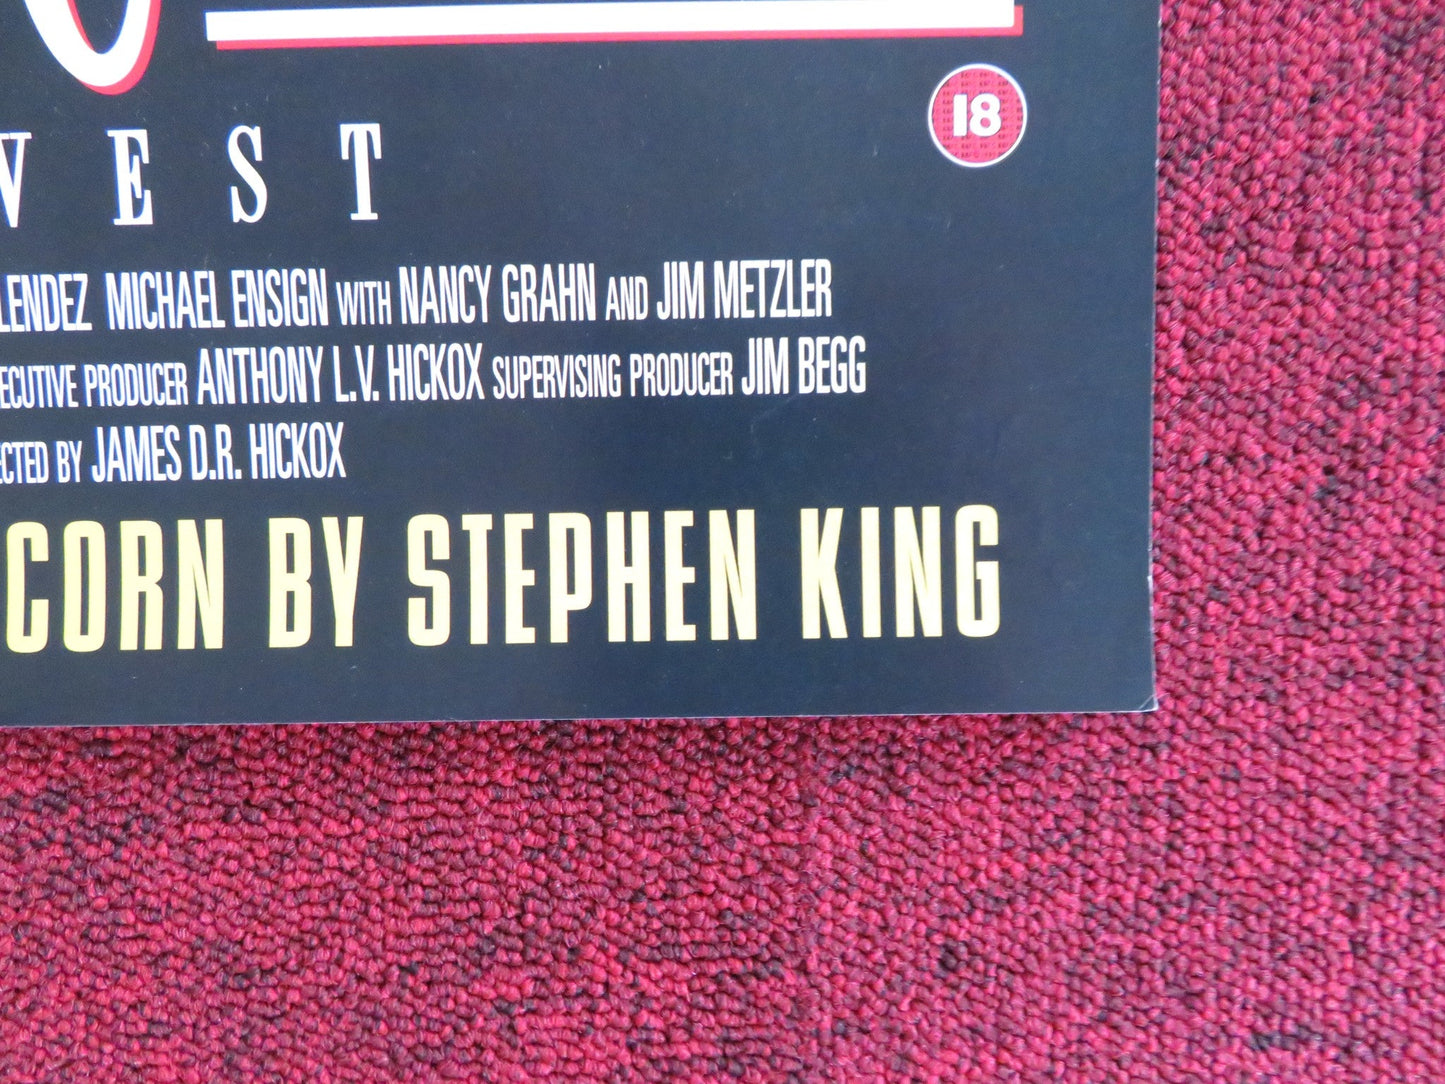 18
VEST
LENDEZ MICHAEL ENSIGN WITH NANCY GRAHN AND JIM METZLER
ECUTIVE PRODUCER ANTHONY L.V. HICKOX SUPERVISING PRODUCER JIM BEGG
ECTED BY JAMES D.R. HICKOX
CORN BY STEPHEN KING